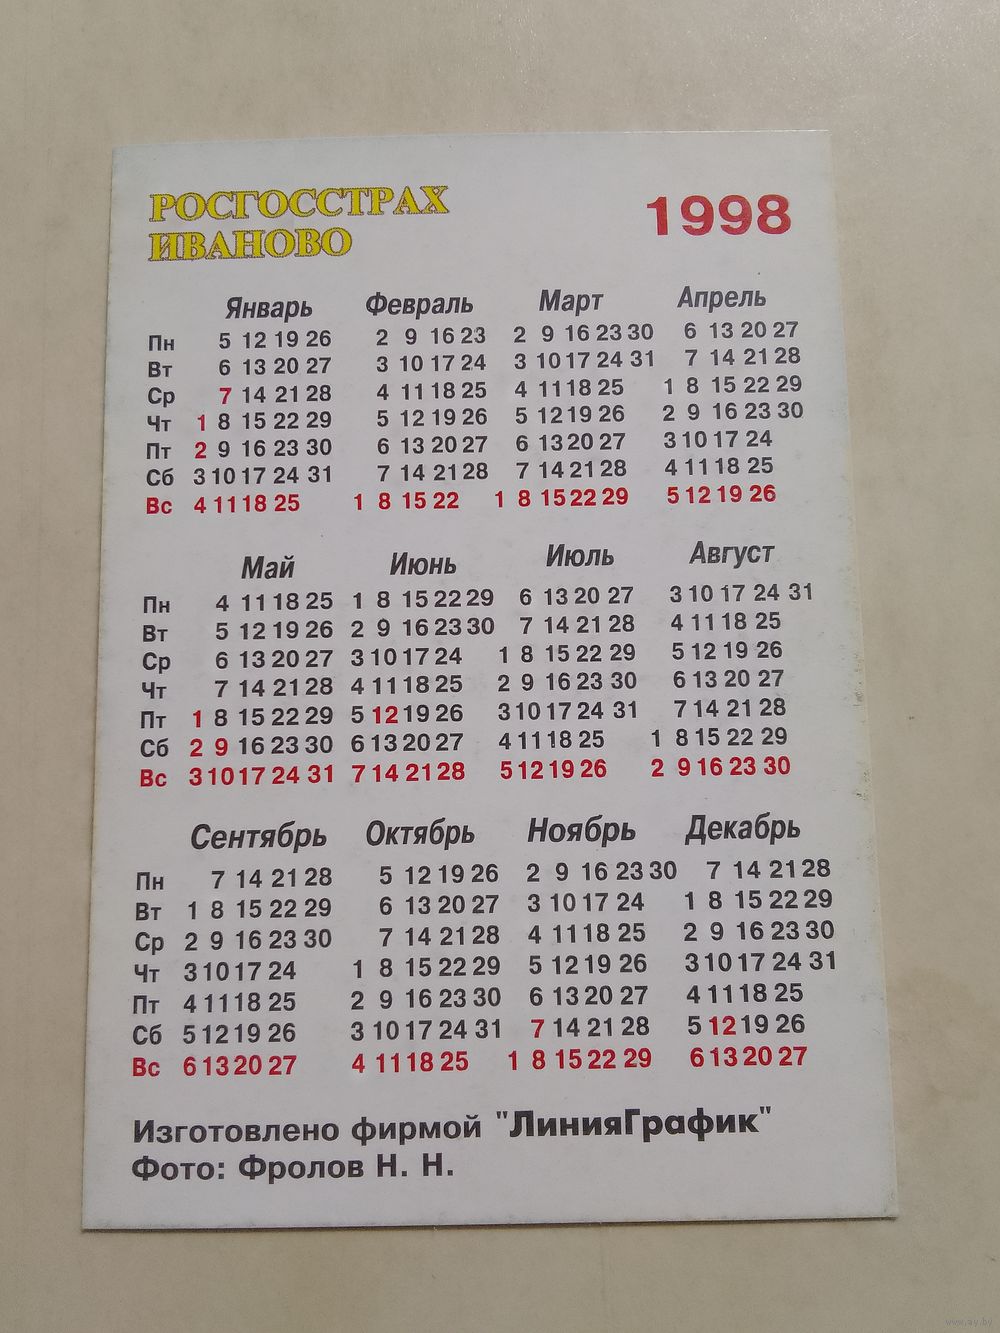 РОСГОССТРАХ
ИВАНОВО
1998
Январь Февраль Март Апрель
Пн 5 12 19 26 2 9 16 23 2 9 16 23 30 6 13 20 27
Вт 6 13 20 27 3 10 17 24 3 10 17 24 31 7 14 21 28
Ср 7 14 21 28 4 11 18 25 4 11 18 25 1 8 15 22 29
Чт 1 8 15 22 29 5 12 19 26 5 12 19 26 2 9 16 23 30
Пт 2 9 16 23 30 6 13 20 27 6 13 20 27 3 10 17 24
Сб 3 10 17 24 31 7 14 21 28 7 14 21 28 4 11 18 25
Вс 4 11 18 25 1 8 15 22 1 8 15 22 29 5 12 19 26
Май Июнь Июль Август
Пн 4 11 18 25 1 8 15 22 29 6 13 20 27 3 10 17 24 31
Вт 5 12 19 26 2 9 16 23 30 7 14 21 28 4 11 18 25
Ср 6 13 20 27 3 10 17 24 1 8 15 22 29 5 12 19 26
Чт 7 14 21 28 4 11 18 25 2 9 16 23 30 6 13 20 27
Пт 1 8 15 22 29 5 12 19 26 3 10 17 24 31 7 14 21 28
Сб 2 9 16 23 30 6 13 20 27 4 11 18 25 1 8 15 22 29
Вс 3 10 17 24 31 7 14 21 28 5 12 19 26 2 9 16 23 30
Сентябрь Октябрь Ноябрь Декабрь
Пн 7 14 21 28 5 12 19 26 2 9 16 23 30 7 14 21 28
Вт 1 8 15 22 29 6 13 20 27 3 10 17 24 1 8 15 22 29
Ср 2 9 16 23 30 7 14 21 28 4 11 18 25 2 9 16 23 30
Чт 3 10 17 24 1 8 15 22 29 5 12 19 26 3 10 17 24 31
Пт 4 11 18 25 2 9 16 23 30 6 13 20 27 4 11 18 25
Сб 5 12 19 26 3 10 17 24 31 7 14 21 28 5 12 19 26
Вс 6 13 20 27 4 11 18 25 1 8 15 22 29 6 13 20 27
Изготовлено фирмой "ЛинияГрафик"
Фото: Фролов Н. Н.
www.ay.by